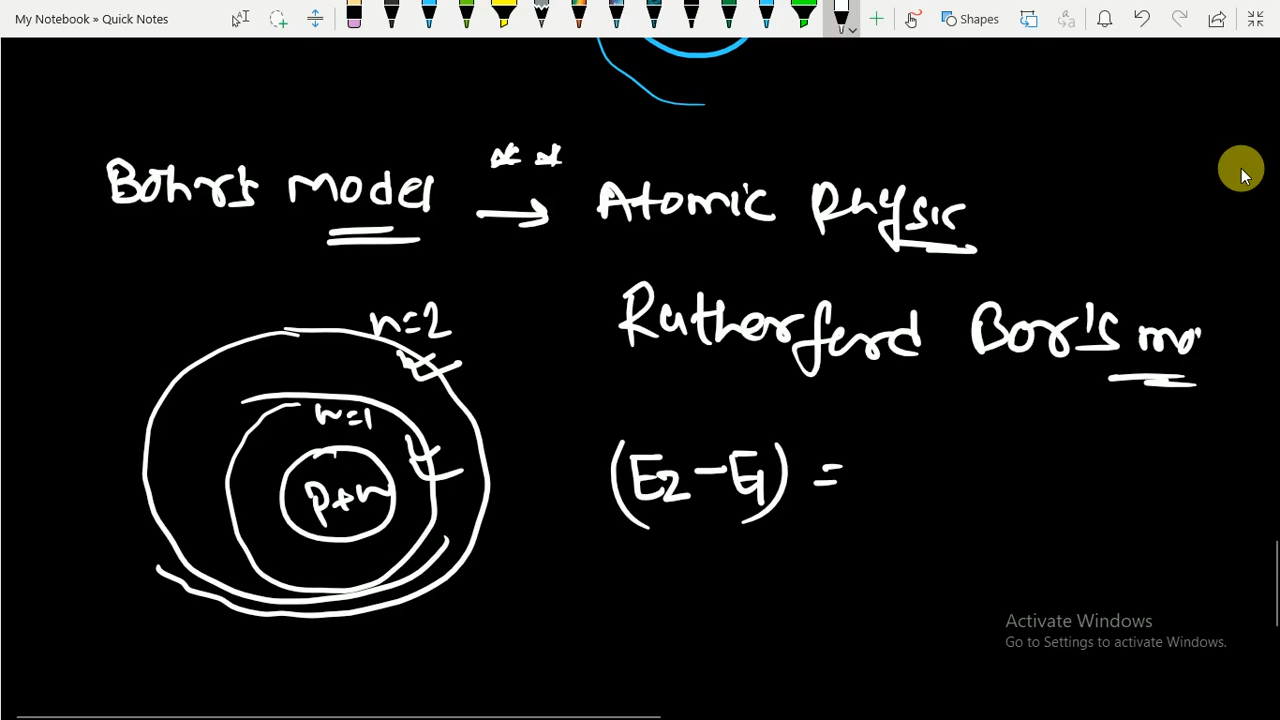 My Notebook » Quick Notes
Shapes
Bohr's model → Atomic Physic
Rutherford Bor's mo
n=2
n=1
P+n
(E2-E1) =
Activate Windows
Go to Settings to activate Windows.